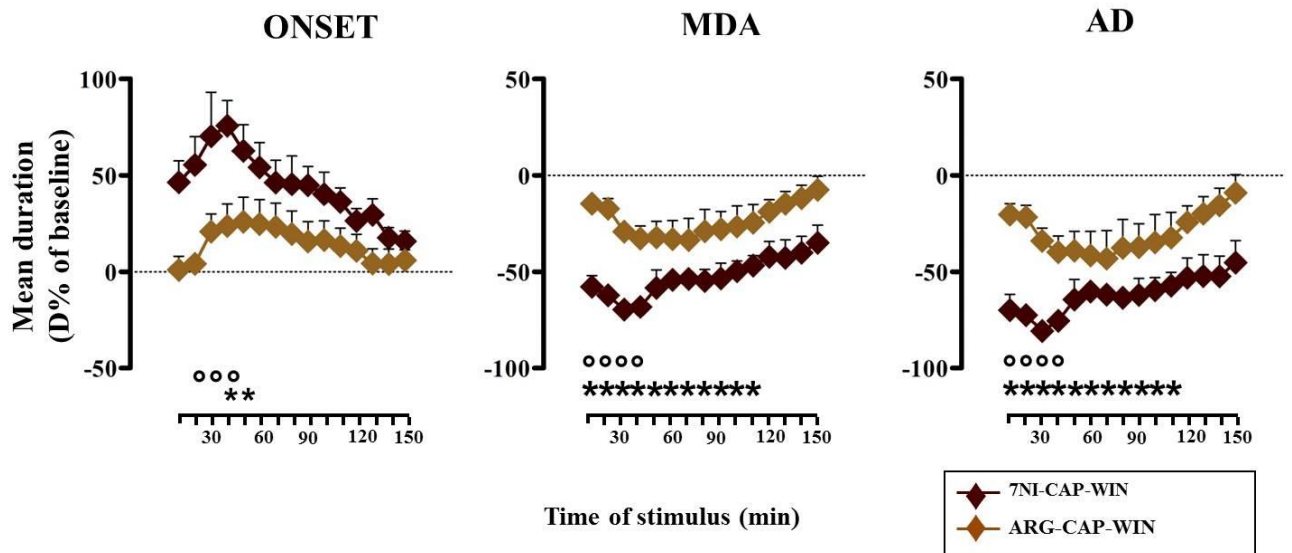 ONSET
MDA
AD
Mean duration
(D% of baseline)
100
50
0
-50
50
0
-50
-100
50
0
-50
-100
°°°
**
°°°°
***********
°°°°
***********
30 60 90 120 150
30 60 90 120 150
30 60 90 120 150
Time of stimulus (min)
7NI-CAP-WIN
ARG-CAP-WIN